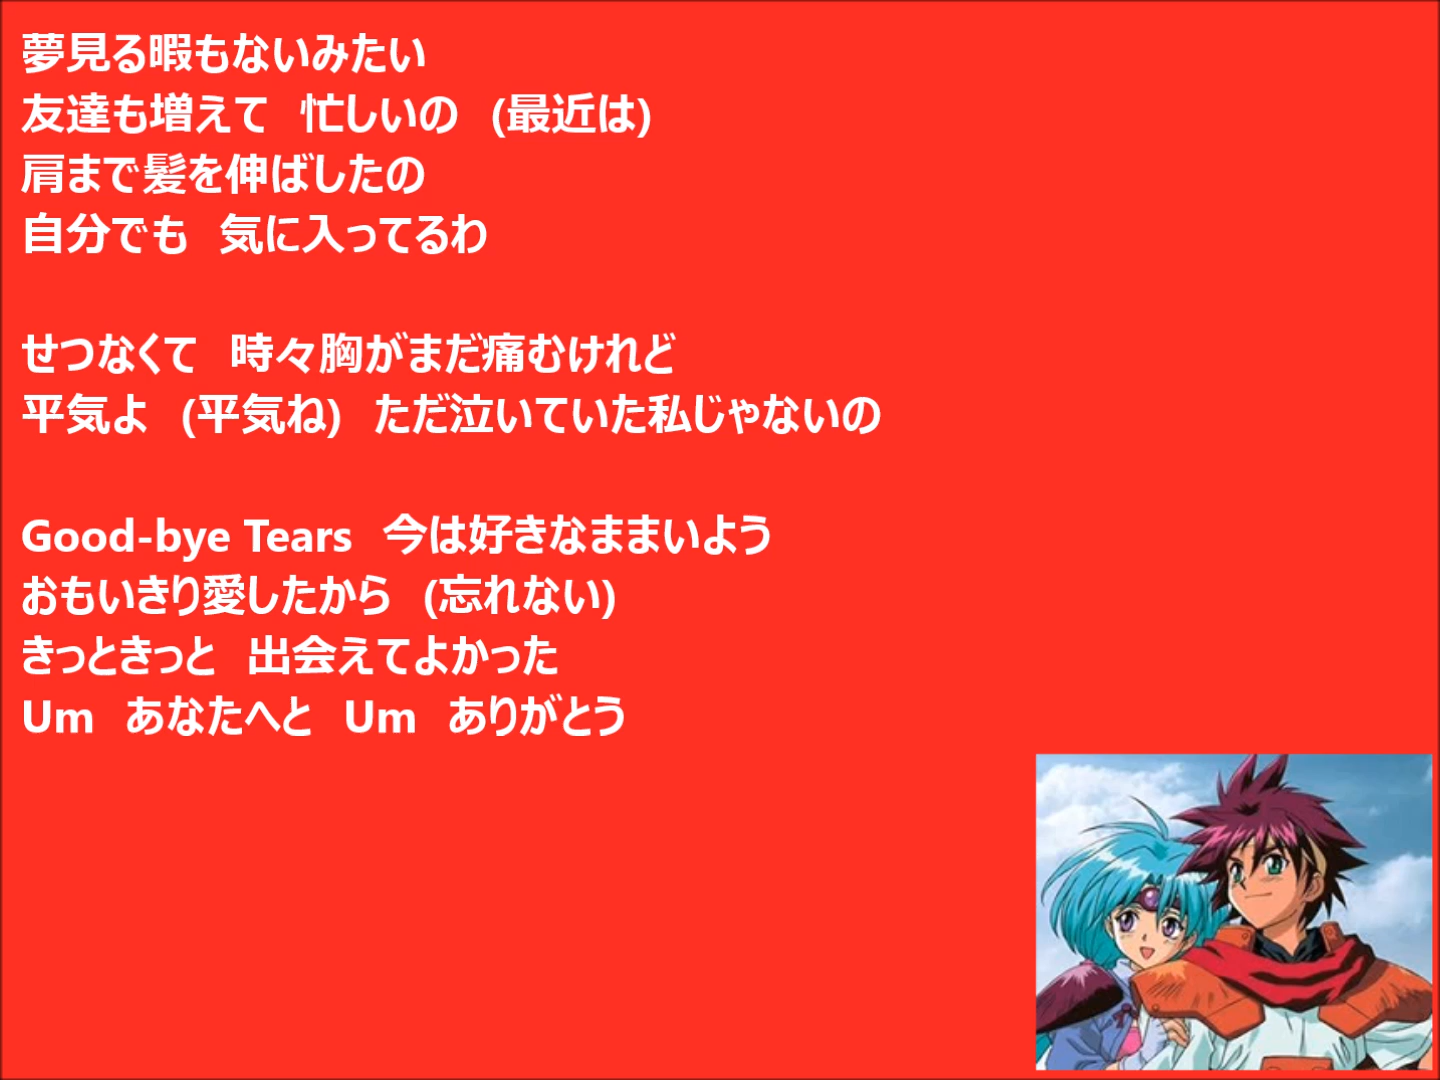 夢見る暇もないみたい
友達も増えて　忙しいの　(最近は)
肩まで髪を伸ばしたの
自分でも　気に入ってるわ
せつなくて　時々胸がまだ痛むけれど
平気よ　(平気ね)　ただ泣いていた私じゃないの
Good-bye Tears　今は好きなままいよう
おもいきり愛したから　(忘れない)
きっときっと　出会えてよかった
Um　あなたへと　Um　ありがとう